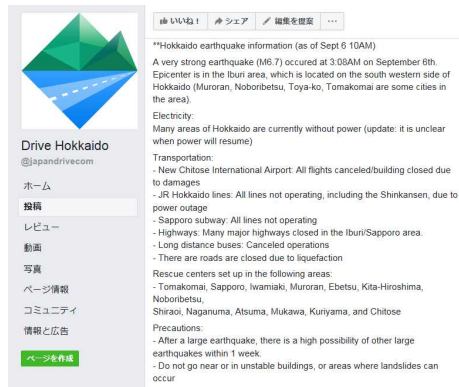 いいね！ シェア 編集を提案 ...
Drive Hokkaido
@japandrivecom
ホーム
投稿
レビュー
動画
写真
ページ情報
コミュニティ
情報と広告
ページを作成
**Hokkaido earthquake information (as of Sept 6 10AM)
A very strong earthquake (M6.7) occured at 3:08AM on September 6th.
Epicenter is in the Iburi area, which is located on the south western side of
Hokkaido (Muroran, Noboribetsu, Toya-ko, Tomakomai are some cities in
the area).
Electricity:
Many areas of Hokkaido are currently without power (update: it is unclear
when power will resume)
Transportation:
- New Chitose International Airport: All flights canceled/building closed due
to damages
- JR Hokkaido lines: All lines not operating, including the Shinkansen, due to
power outage
- Sapporo subway: All lines not operating
- Highways: Many major highways closed in the Iburi/Sapporo area.
- Long distance buses: Canceled operations
- There are roads are closed due to liquefaction
Rescue centers set up in the following areas:
- Tomakomai, Sapporo, Iwamiaki, Muroran, Ebetsu, Kita-Hiroshima,
Noboribetsu,
Shiraoi, Naganuma, Atsuma, Mukawa, Kuriyama, and Chitose
Precautions:
- After a large earthquake, there is a high possibility of other large
earthquakes within 1 week.
- Do not go near or in unstable buildings, or areas where landslides can
occur